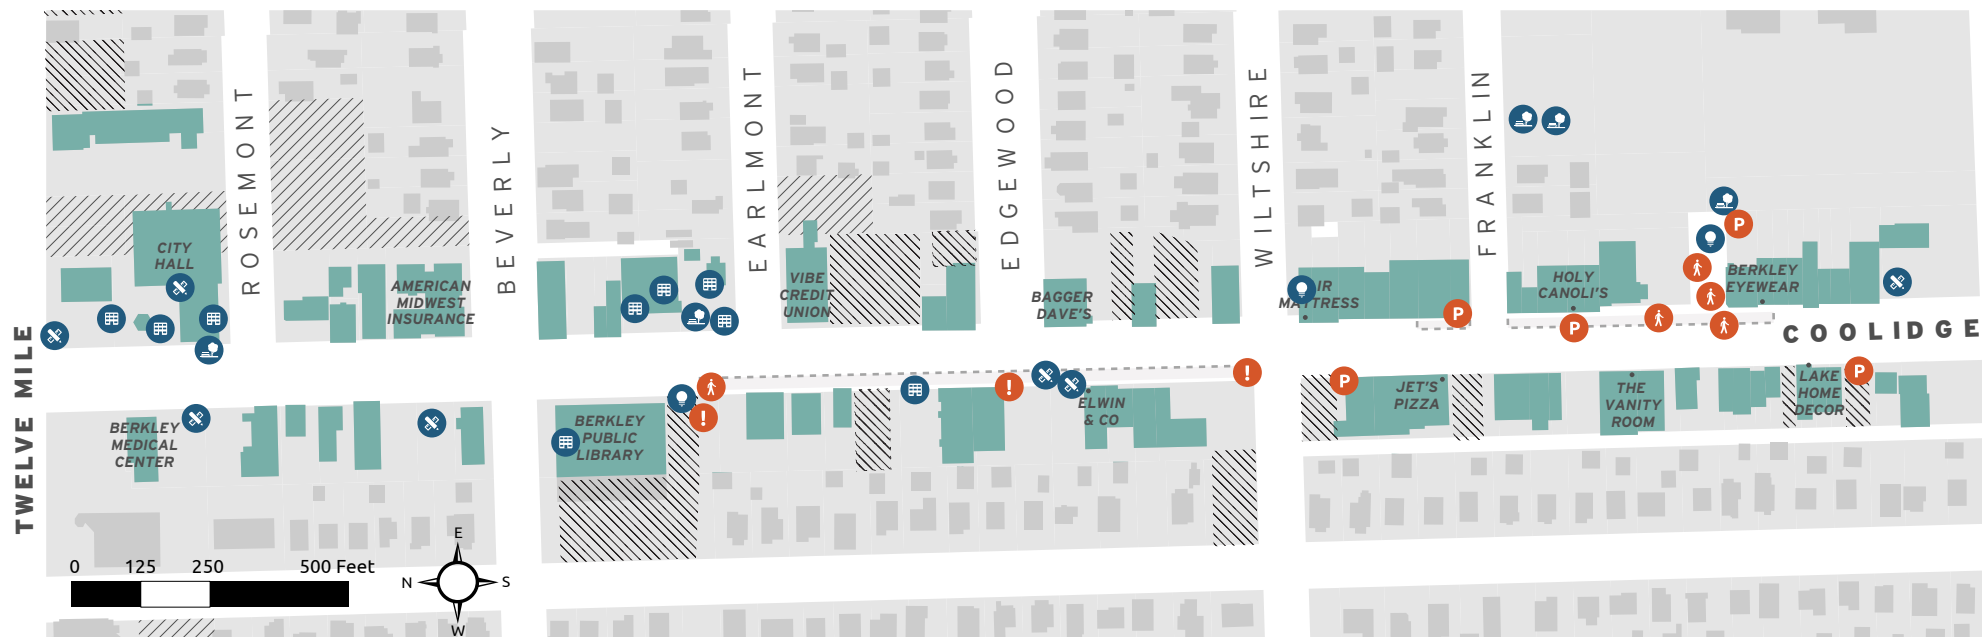 ROSEMONT
BEVERLY
EARLMONT
EDGEWOOD
WILTSHIRE
FRANKLIN
TWELVE MILE
COOLIDGE
CITY
HALL
AMERICAN
MIDWEST
INSURANCE
VIBE
CREDIT
UNION
BAGGER
DAVE'S
IR
MATTRESS
HOLY
CANOLI'S
BERKLEY
EYEWEAR
P
P
P
P
P
!
!
!
BERKLEY
MEDICAL
CENTER
BERKLEY
PUBLIC
LIBRARY
ELWIN
& CO
JET'S
PIZZA
THE
VANITY
ROOM
LAKE
HOME
DECOR
0 125 250 500 Feet
E
N S
W